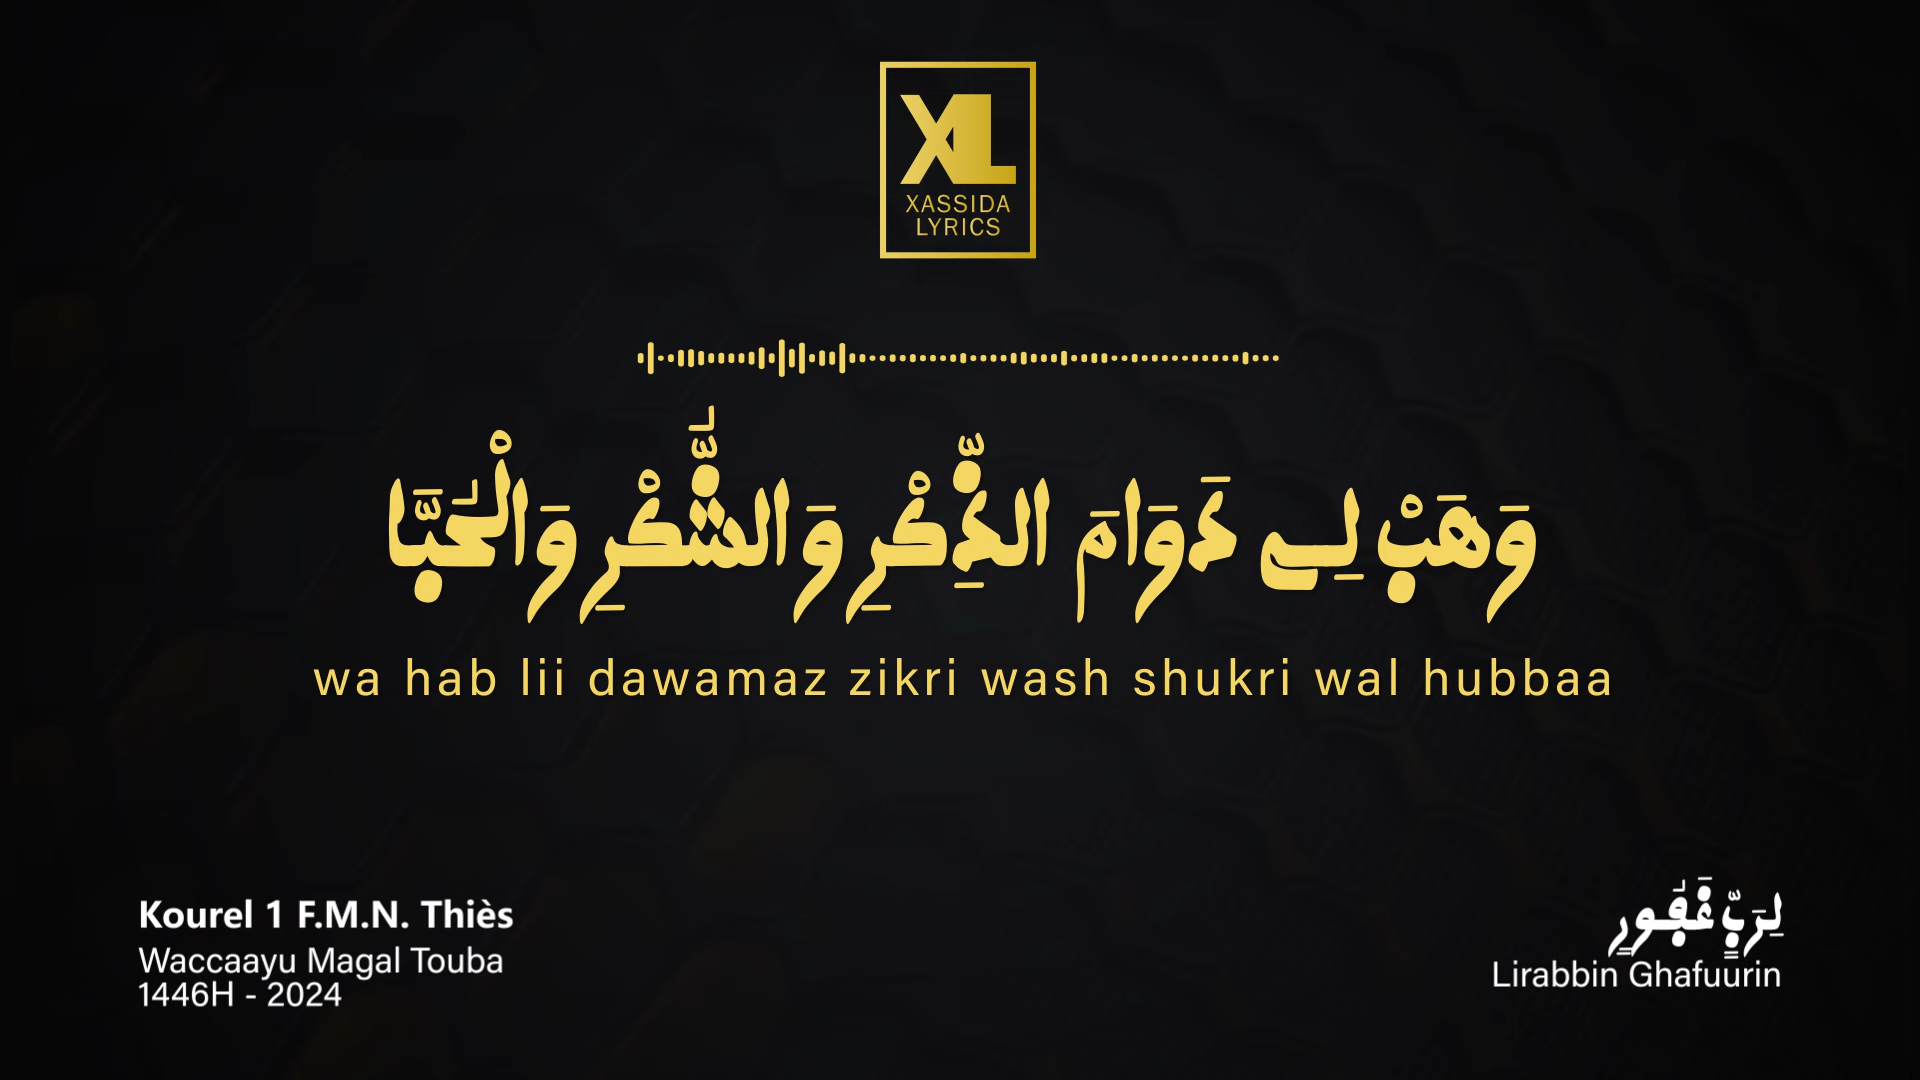 XL
XASSIDA
LYRICS
وَهَبْ لِے دَوَامَ الذِّكْرِ وَالشُّكْرِ وَالْحُبَّا
wa hab lii dawamaz zikri wash shukri wal hubbaa
Kourel 1 F.M.N. Thiès
Waccaayu Magal Touba
1446H - 2024
لِرَبٍّ غَفُورٍ
Lirabbin Ghafuurin